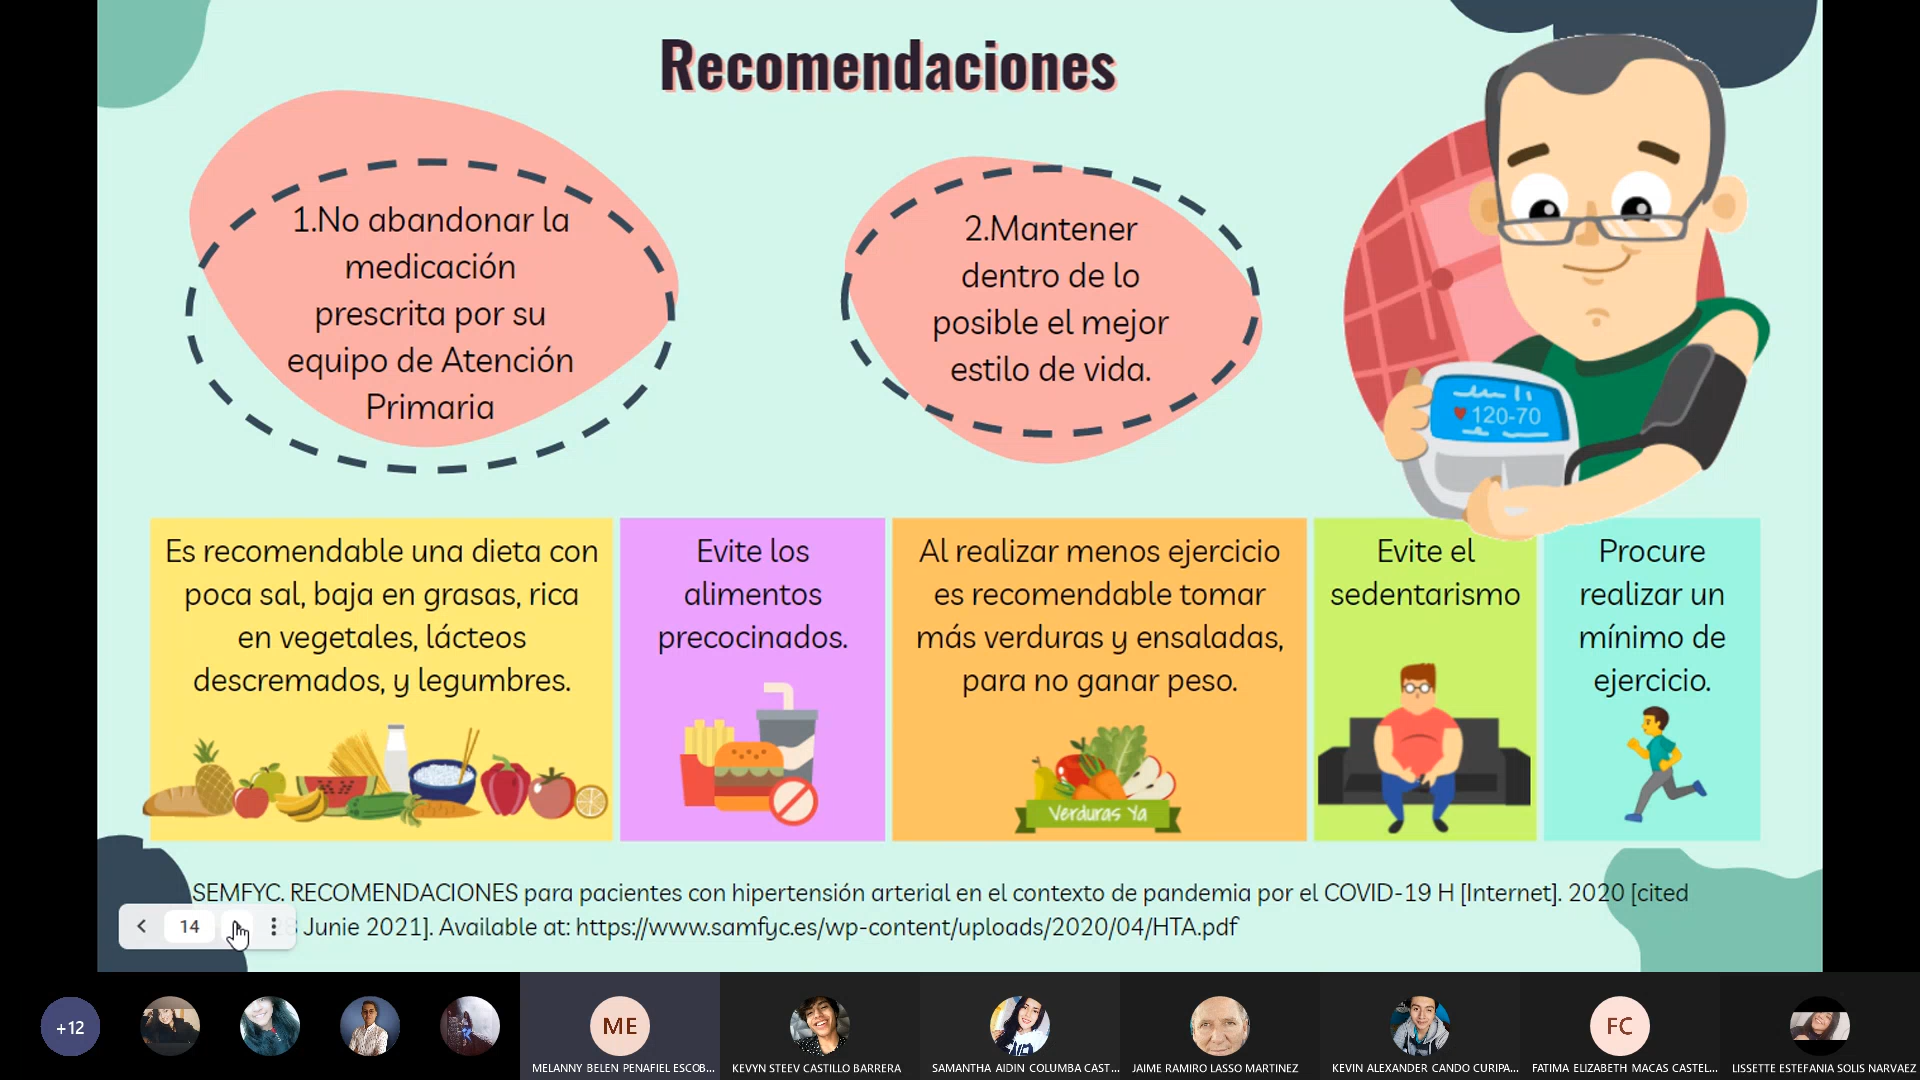 Recomendaciones
1.No abandonar la
medicación
prescrita por su
equipo de Atención
Primaria
2.Mantener
dentro de lo
posible el mejor
estilo de vida.
120-70
Es recomendable una dieta con
poca sal, baja en grasas, rica
en vegetales, lácteos
descremados, y legumbres.
Evite los
alimentos
precocinados.
Al realizar menos ejercicio
es recomendable tomar
más verduras y ensaladas,
para no ganar peso.
Verduras Ya
Evite el
sedentarismo
Procure
realizar un
mínimo de
ejercicio.
SEMFYC. RECOMENDACIONES para pacientes con hipertensión arterial en el contexto de pandemia por el COVID-19 H [Internet]. 2020 [cited
Junie 2021]. Available at: https://www.samfyc.es/wp-content/uploads/2020/04/HTA.pdf
14
+12
ME
MELANNY BELEN PENAFIEL ESCOB...
KEVYN STEEV CASTILLO BARRERA
SAMANTHA AIDIN COLUMBA CAST...
JAIME RAMIRO LASSO MARTINEZ
KEVIN ALEXANDER CANDO CURIPA...
FC
FATIMA ELIZABETH MACAS CASTEL...
LISSETTE ESTEFANIA SOLIS NARVAEZ